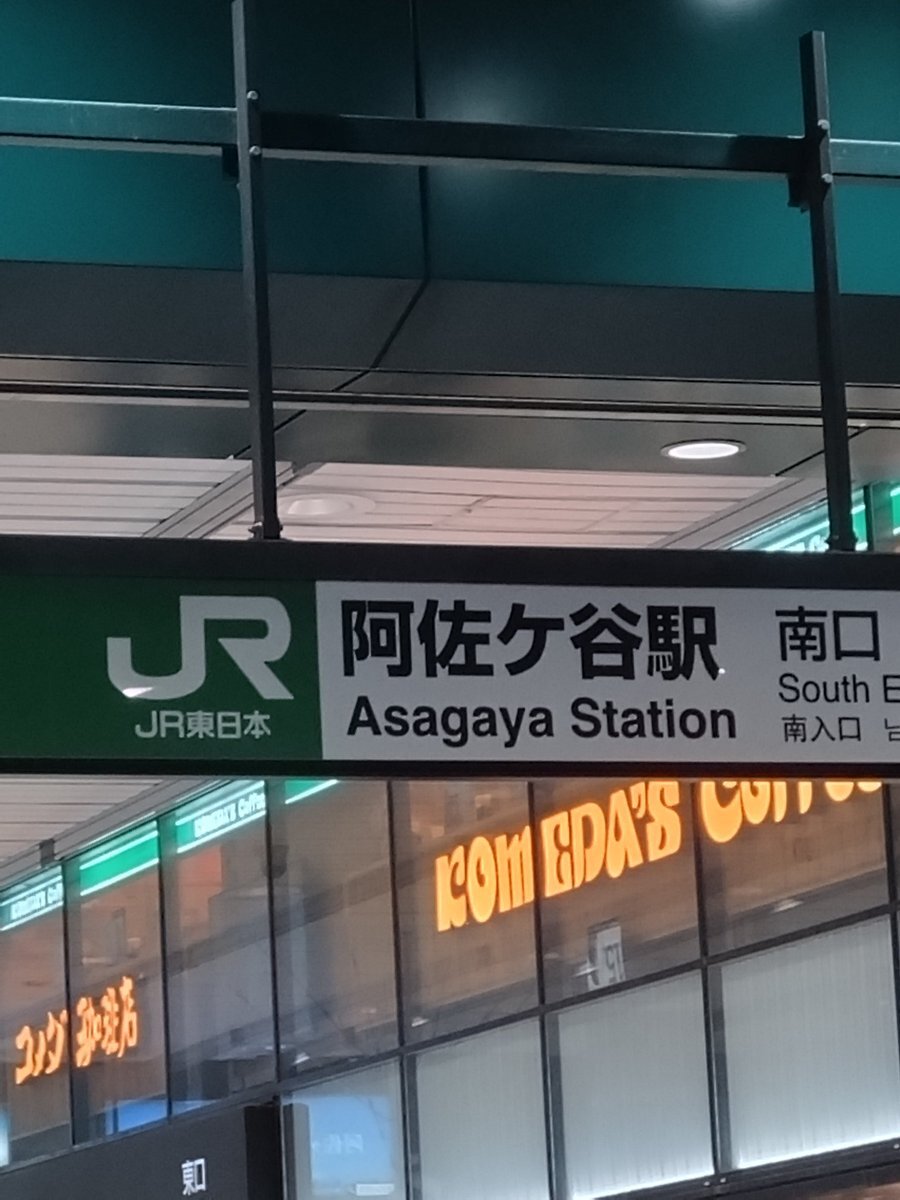 JR
JR東日本
阿佐ケ谷駅
Asagaya Station
南口
South
南入口
KOMEDA'S
コメダ珈琲店
東口